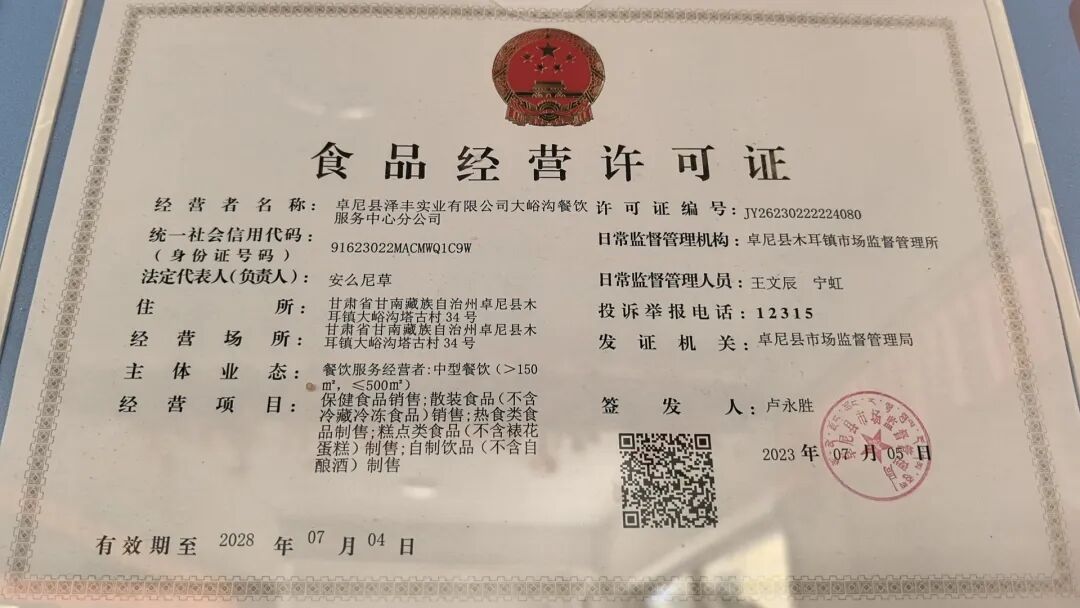 食品经营许可证
经营者名称：卓尼县泽丰实业有限公司大峪沟餐饮
服务中心分公司
统一社会信用代码：
（身份证号码）
91623022MACMWQ1C9W
法定代表人（负责人）：安么尼草
住所：甘肃省甘南藏族自治州卓尼县木
耳镇大峪沟塔古村34号
经营场所：甘肃省甘南藏族自治州卓尼县木
耳镇大峪沟塔古村34号
主体业态：餐饮服务经营者:中型餐饮（＞150
㎡，≤500㎡）
经营项目：保健食品销售;散装食品（不含
冷藏冷冻食品）销售;热食类食
品制售;糕点类食品（不含裱花
蛋糕）制售;自制饮品（不含自
酿酒）制售
许可证编号：JY26230222224080
日常监督管理机构：卓尼县木耳镇市场监督管理所
日常监督管理人员：王文辰 宁虹
投诉举报电话：12315
发证机关：卓尼县市场监督管理局
签发人：卢永胜
2023年07月05日
卓尼县市场监督管理局
有效期至 2028年07月04日